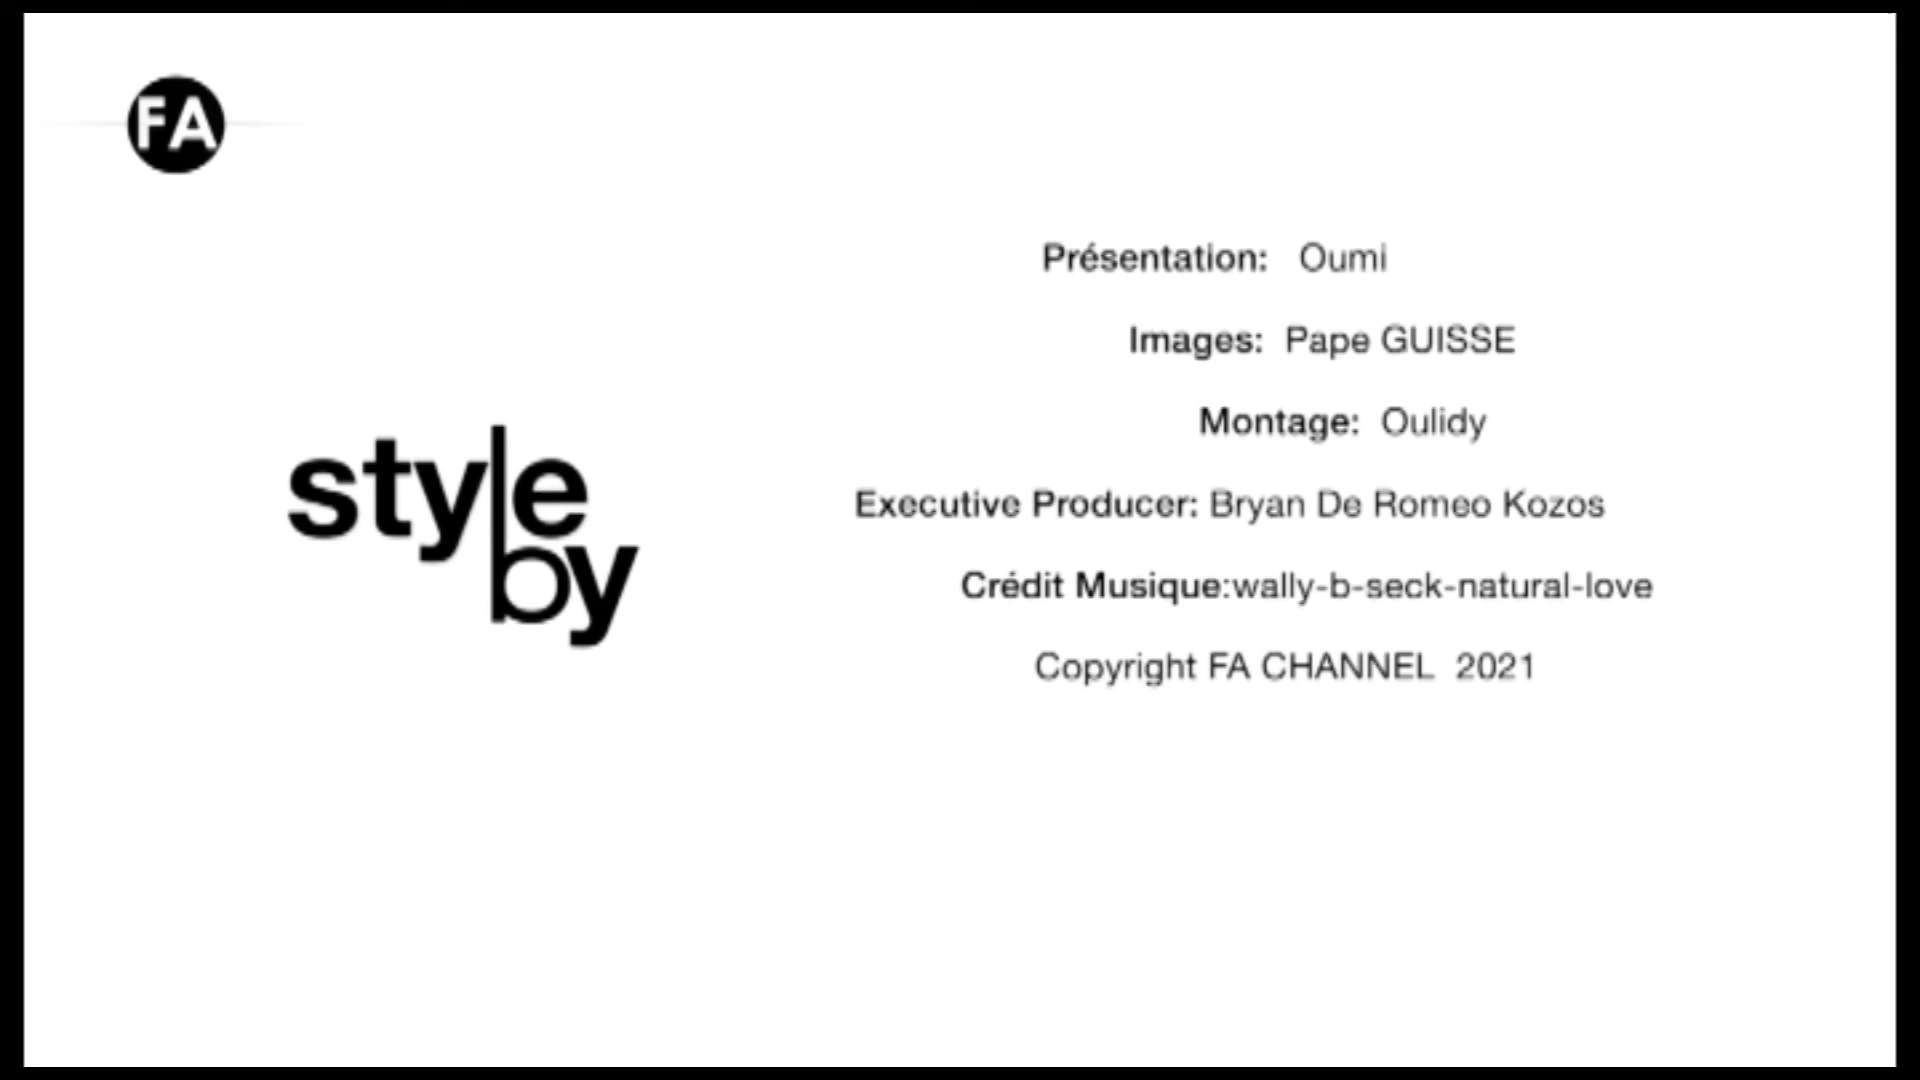 FA
style
by
Présentation: Oumi
Images: Pape GUISSE
Montage: Oulidy
Executive Producer: Bryan De Romeo Kozos
Crédit Musique:wally-b-seck-natural-love
Copyright FA CHANNEL 2021